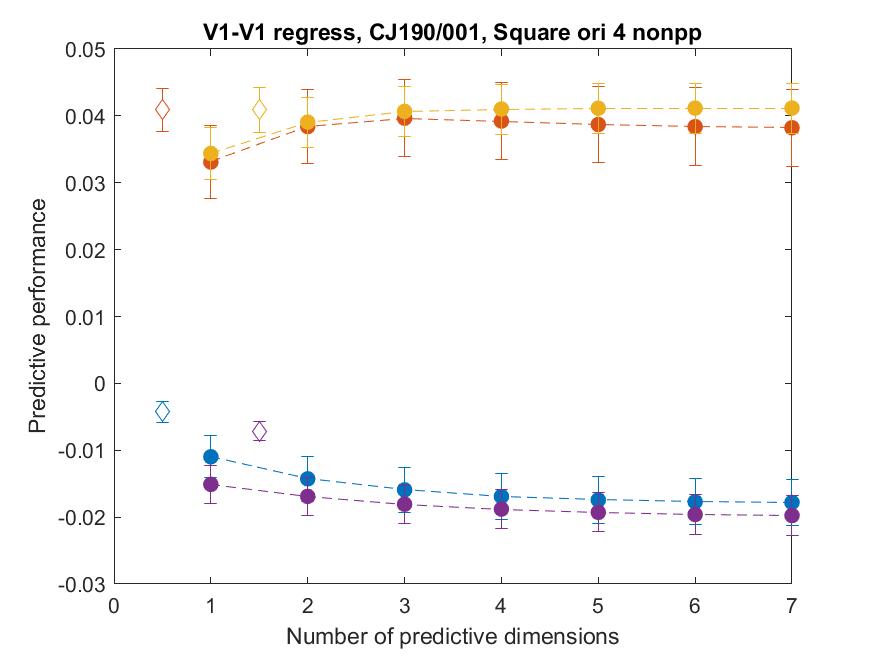 V1-V1 regress, CJ190/001, Square ori 4 nonpp
0.05
0.04
0.03
0.02
0.01
0
-0.01
-0.02
-0.03
Predictive performance
0 1 2 3 4 5 6 7
Number of predictive dimensions